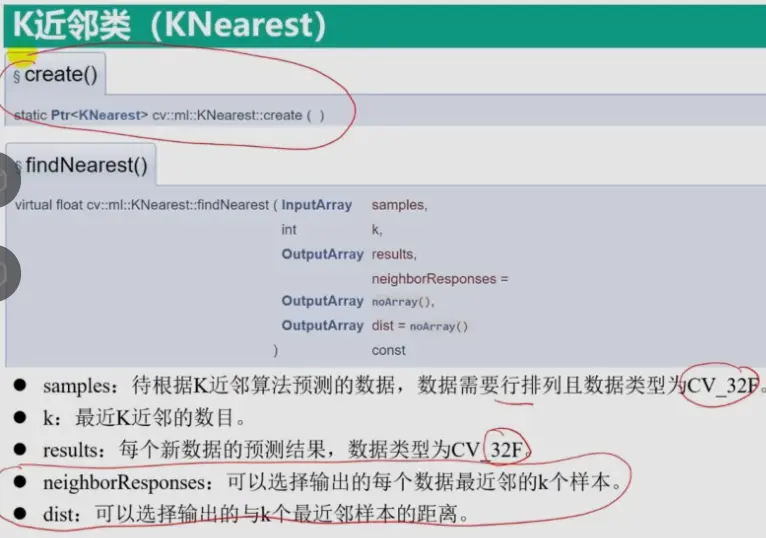 K近邻类（KNearest）
§ create()
static Ptr<KNearest> cv::ml::KNearest::create ( )
§ findNearest()
virtual float cv::ml::KNearest::findNearest ( InputArray samples,
int k,
OutputArray results,
neighborResponses =
OutputArray noArray(),
OutputArray dist = noArray()
) const
● samples：待根据K近邻算法预测的数据，数据需要行排列且数据类型为CV_32F。
● k：最近K近邻的数目。
● results：每个新数据的预测结果，数据类型为CV_32F。
● neighborResponses：可以选择输出的每个数据最近邻的k个样本。
● dist：可以选择输出的与k个最近邻样本的距离。